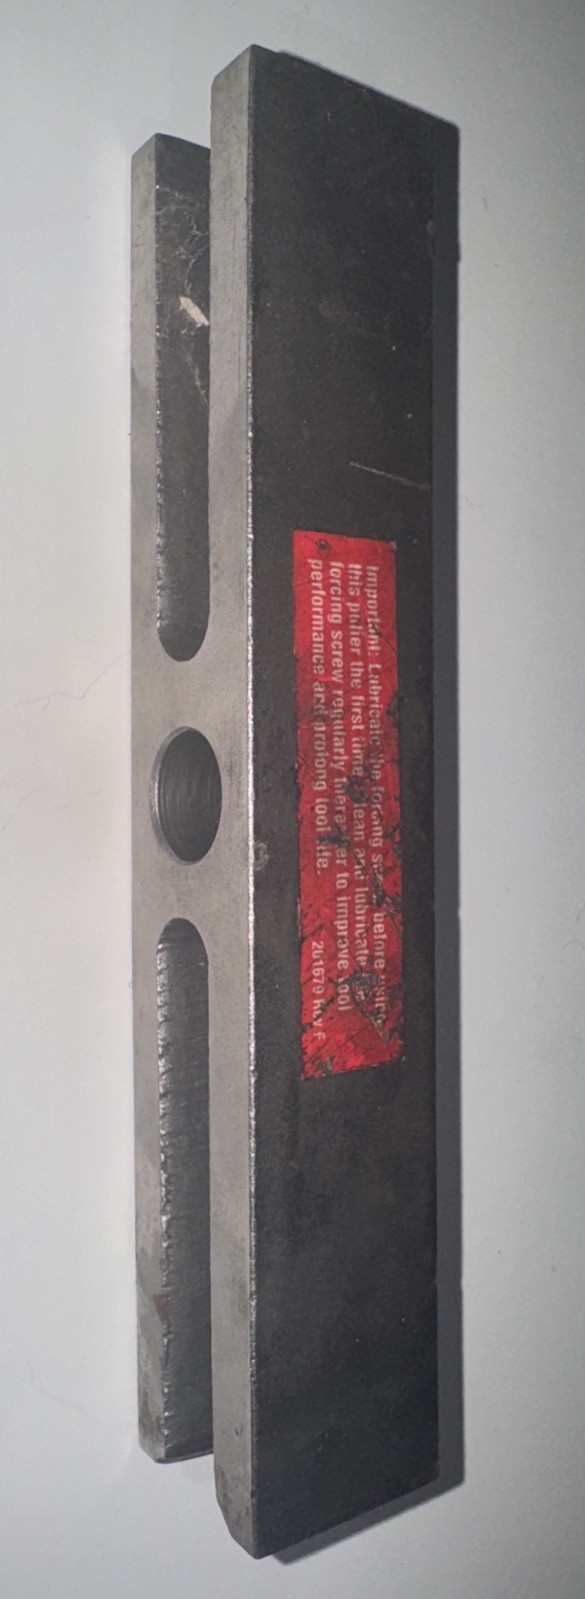 Important: Lubricate the forcing screw before using
this puller the first time. Clean and lubricate the
forcing screw regularly thereafter to improve tool
performance and prolong tool life.
201679 Rev F